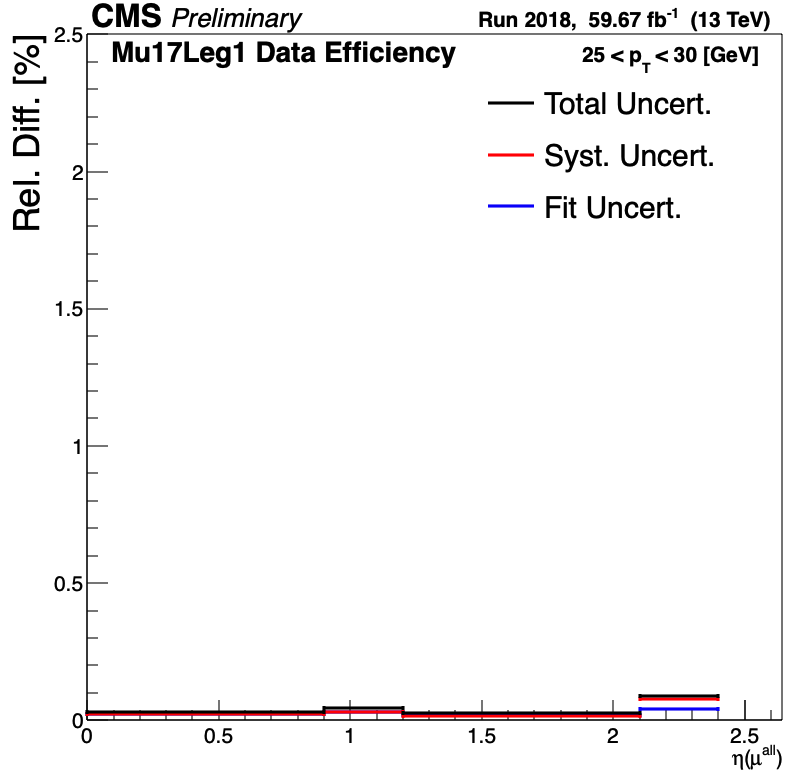 CMS Preliminary Run 2018, 59.67 fb⁻¹ (13 TeV)
Mu17Leg1 Data Efficiency 25 < p_T < 30 [GeV]
Total Uncert.
Syst. Uncert.
Fit Uncert.
Rel. Diff. [%]
2.5
2
1.5
1
0.5
0
0 0.5 1 1.5 2 2.5
η(μ^all)